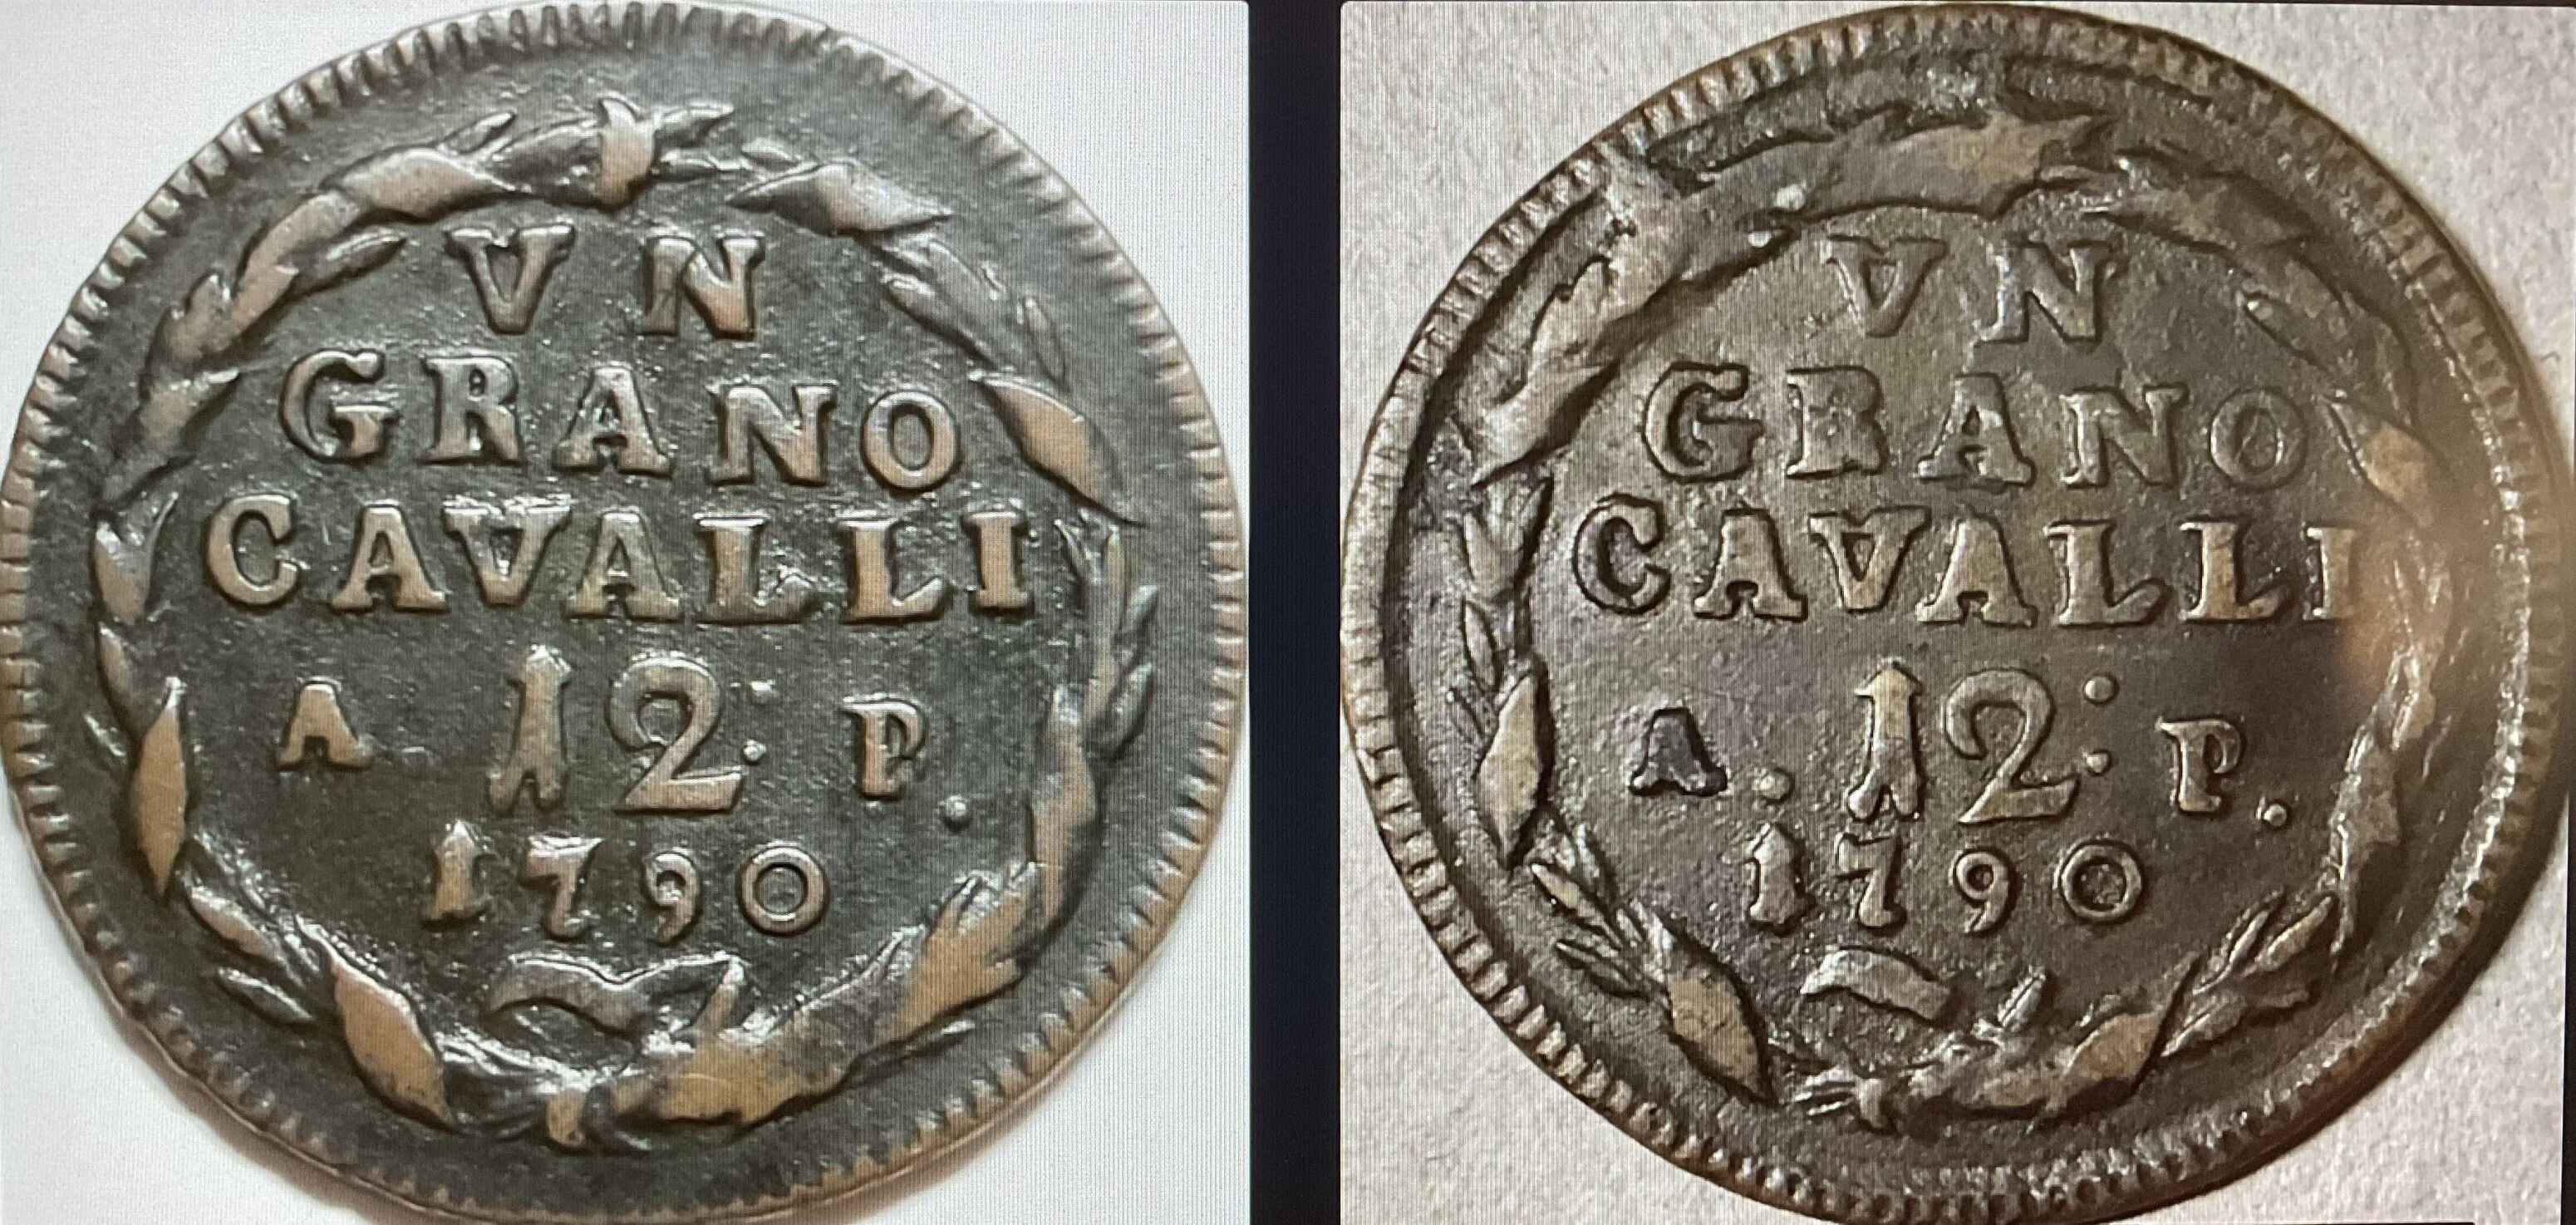 VN
GRANO
CAVALLI
A 12: P.
1790
VN
GRANO
CAVALLI
A. 12: P.
1790